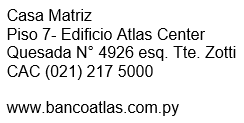 Casa Matriz
Piso 7- Edificio Atlas Center
Quesada N° 4926 esq. Tte. Zotti
CAC (021) 217 5000
www.bancoatlas.com.py